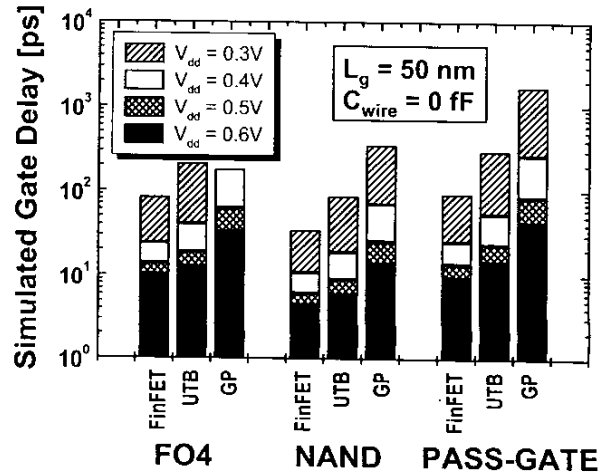 Simulated Gate Delay [ps]
10⁴
10³
10²
10¹
10⁰
V_dd = 0.3V
V_dd = 0.4V
V_dd = 0.5V
V_dd = 0.6V
L_g = 50 nm
C_wire = 0 fF
FinFET
UTB
GP
FinFET
UTB
GP
FinFET
UTB
GP
FO4 NAND PASS-GATE